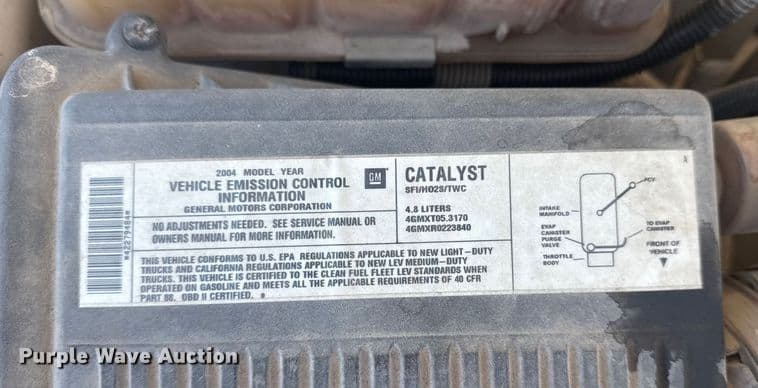 *42219484*
2004 MODEL YEAR
VEHICLE EMISSION CONTROL
INFORMATION
GENERAL MOTORS CORPORATION
GM
NO ADJUSTMENTS NEEDED. SEE SERVICE MANUAL OR
OWNERS MANUAL FOR MORE INFORMATION.
CATALYST
SFI/HO2S/TWC
4.8 LITERS
4GMXT05.3170
4GMXR0223840
THIS VEHICLE CONFORMS TO U.S. EPA REGULATIONS APPLICABLE TO NEW LIGHT-DUTY
TRUCKS AND CALIFORNIA REGULATIONS APPLICABLE TO NEW LEV MEDIUM-DUTY
TRUCKS. THIS VEHICLE IS CERTIFIED TO THE CLEAN FUEL FLEET LEV STANDARDS WHEN
OPERATED ON GASOLINE AND MEETS ALL THE APPLICABLE REQUIREMENTS OF 40 CFR
PART 88. OBD II CERTIFIED.
A
PCV
INTAKE
MANIFOLD
EVAP
CANISTER
PURGE
VALVE
THROTTLE
BODY
TO EVAP
CANISTER
FRONT OF
VEHICLE
Purple Wave Auction